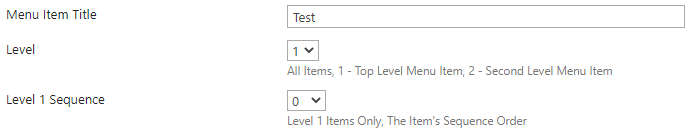 Menu Item Title Test
Level 1
All Items, 1 - Top Level Menu Item, 2 - Second Level Menu Item
Level 1 Sequence 0
Level 1 Items Only, The Item's Sequence Order